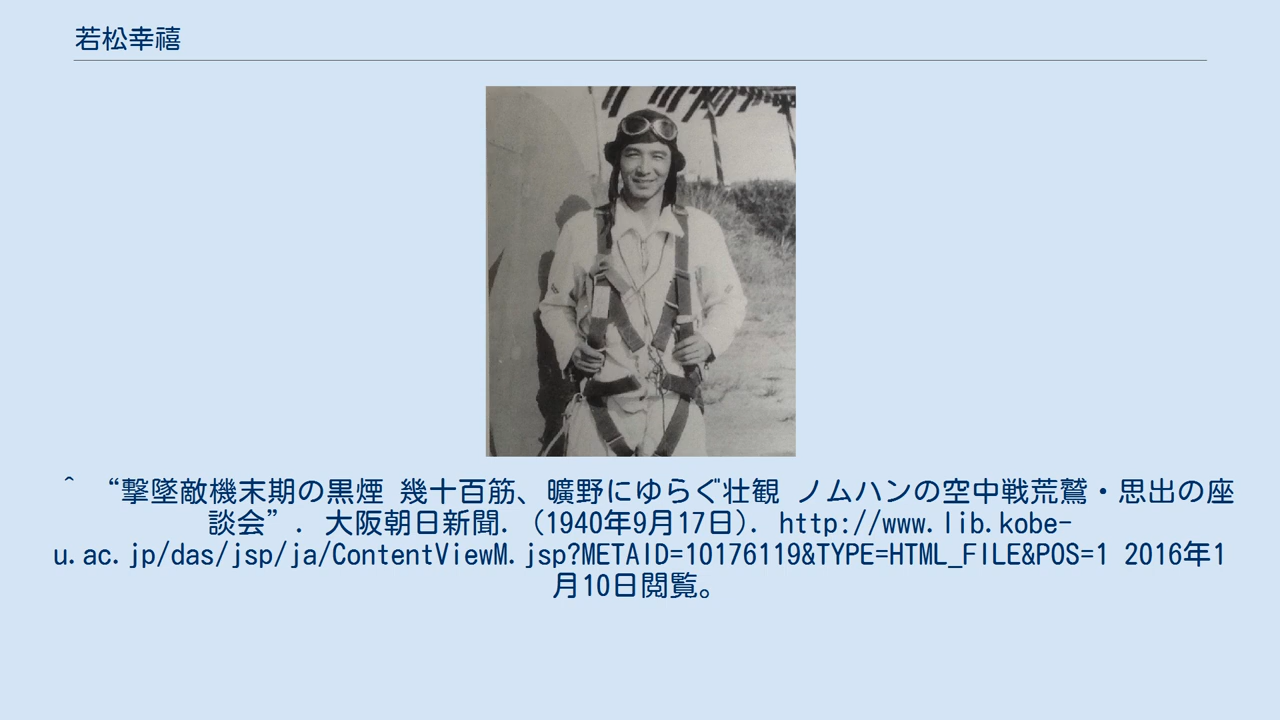 若松幸禧
^ “撃墜敵機末期の黒煙 幾十百筋、曠野にゆらぐ壮観 ノムハンの空中戦荒鷲・思出の座
談会”. 大阪朝日新聞. (1940年9月17日). http://www.lib.kobe-
u.ac.jp/das/jsp/ja/ContentViewM.jsp?METAID=10176119&TYPE=HTML_FILE&POS=1 2016年1
月10日閲覧。